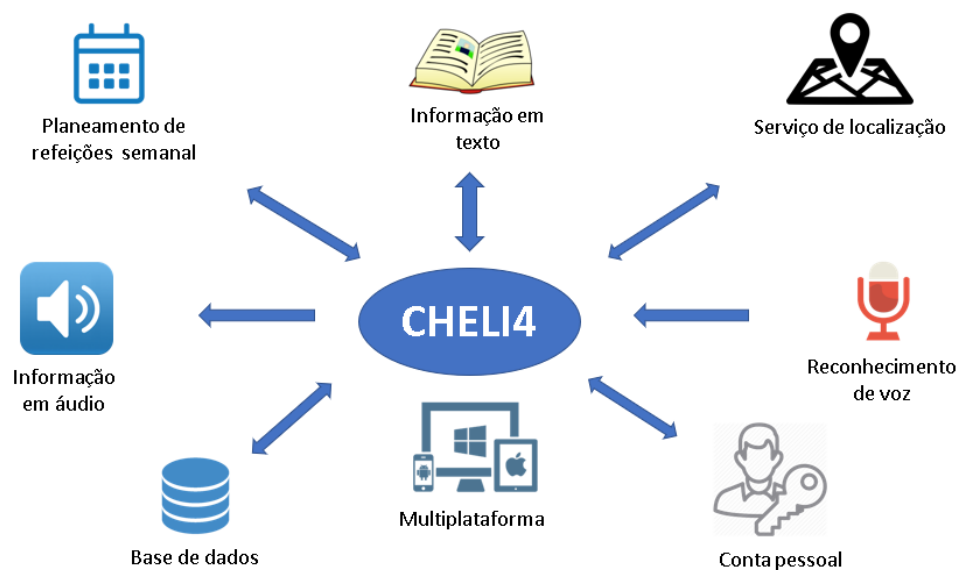 Planeamento de
refeições semanal
Informação em
texto
Serviço de localização
CHELI4
Informação
em áudio
Reconhecimento
de voz
Multiplataforma
Base de dados
Conta pessoal